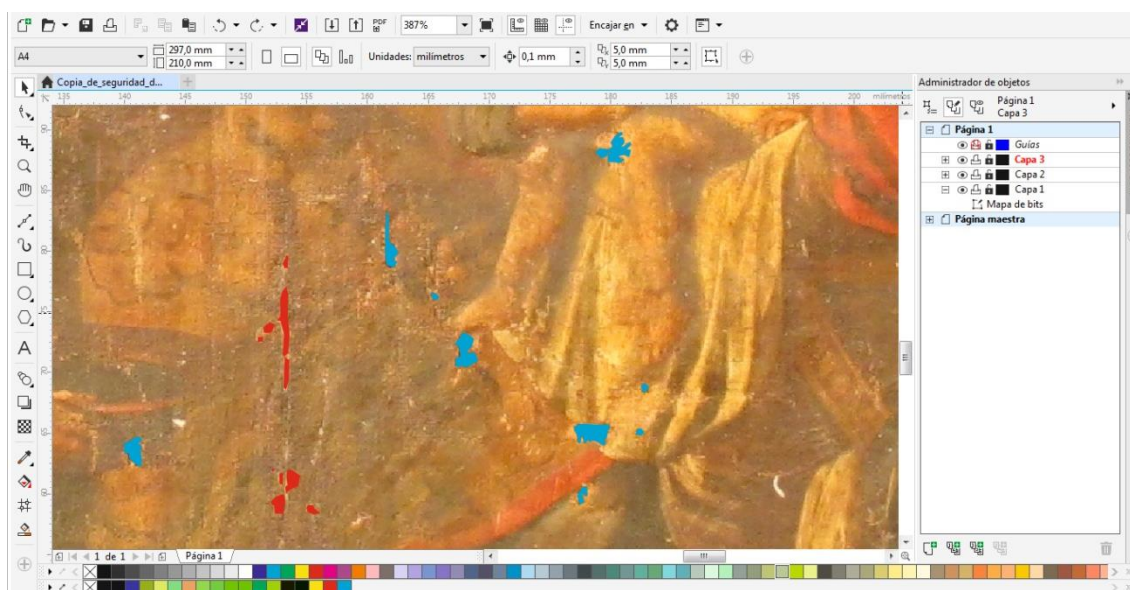 PDF 387% Encajar en
A4 297,0 mm Unidades: milímetros 0,1 mm 5,0 mm
210,0 mm 5,0 mm
Copia_de_seguridad_d...
135 140 145 150 155 160 165 170 175 180 185 190 195 200 milímetros
Administrador de objetos
Página 1
Capa 3
Página 1
Guías
Capa 3
Capa 2
Capa 1
Mapa de bits
Página maestra
A
1 de 1 Página 1